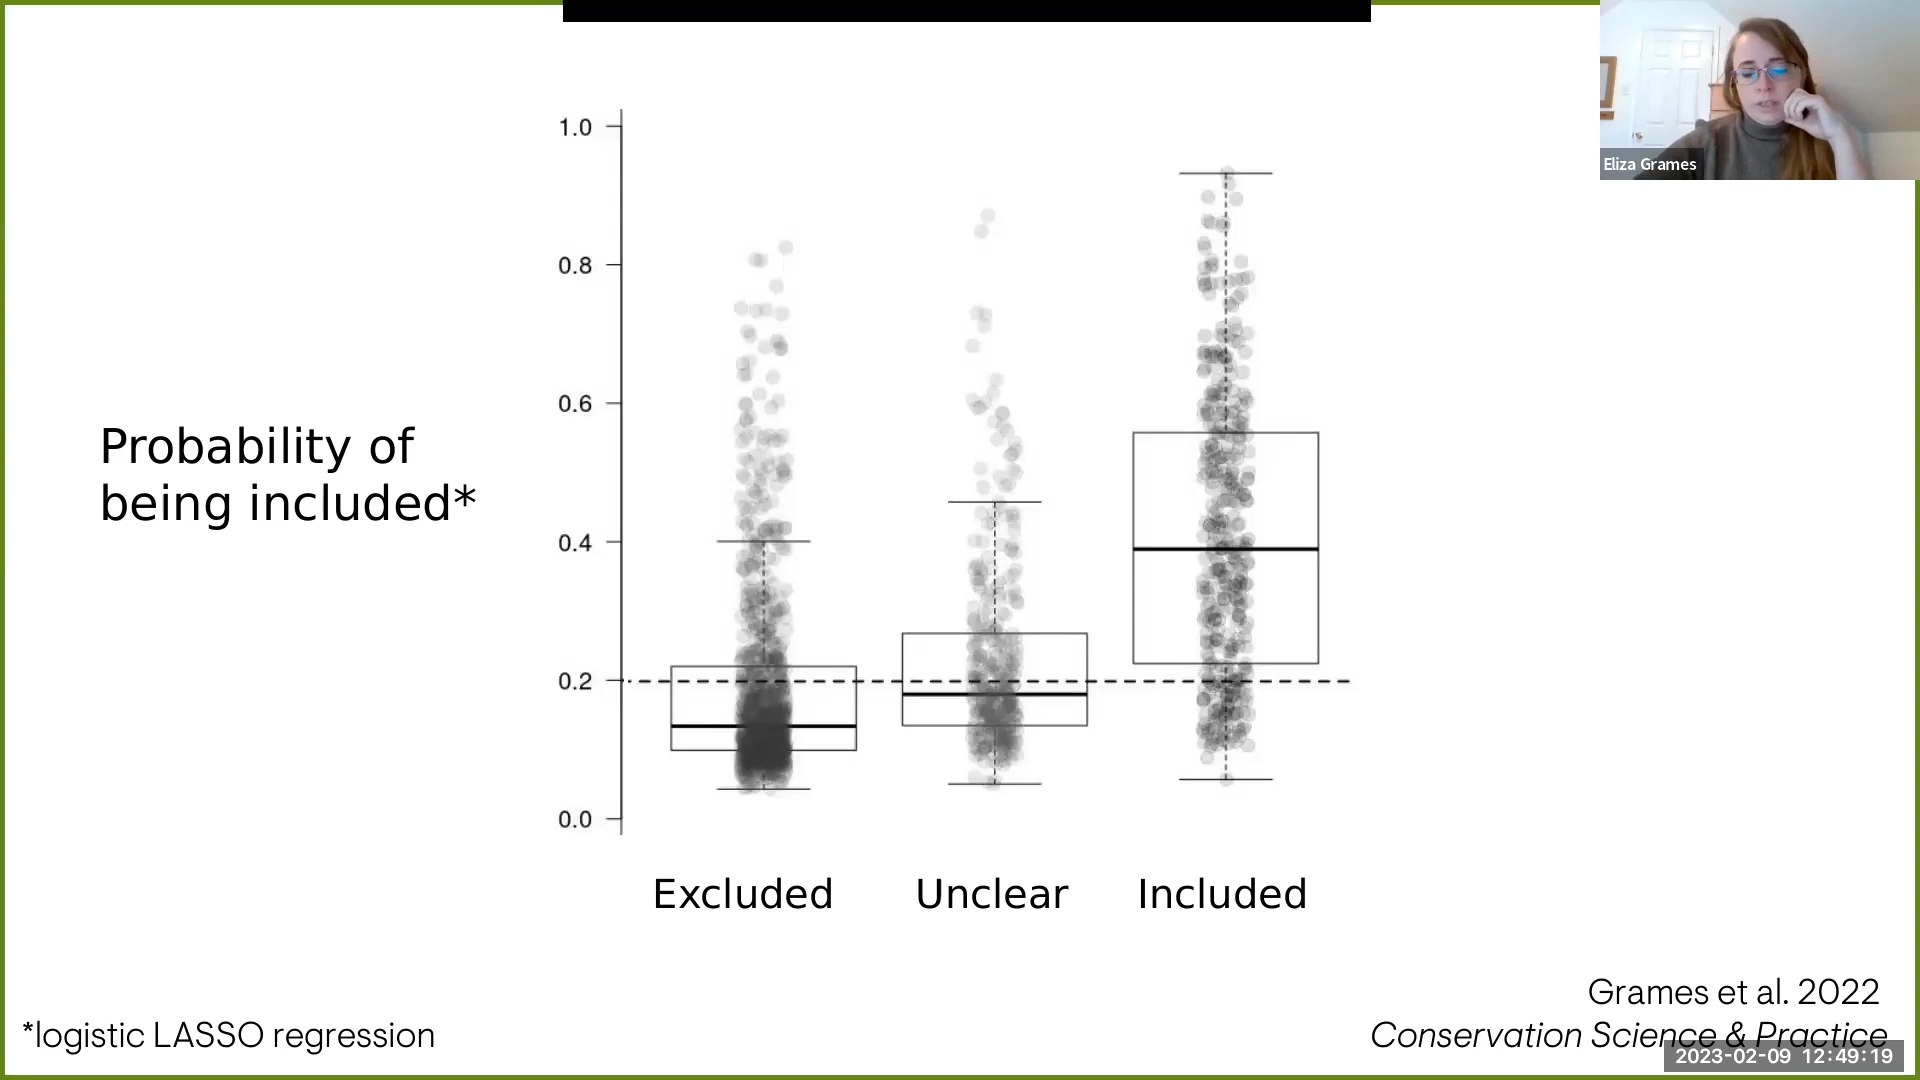 Eliza Grames
1.0
0.8
0.6
0.4
0.2
0.0
Probability of
being included*
Excluded Unclear Included
Grames et al. 2022
*logistic LASSO regression
Conservation Science & Practice
2023-02-09 12:49:19